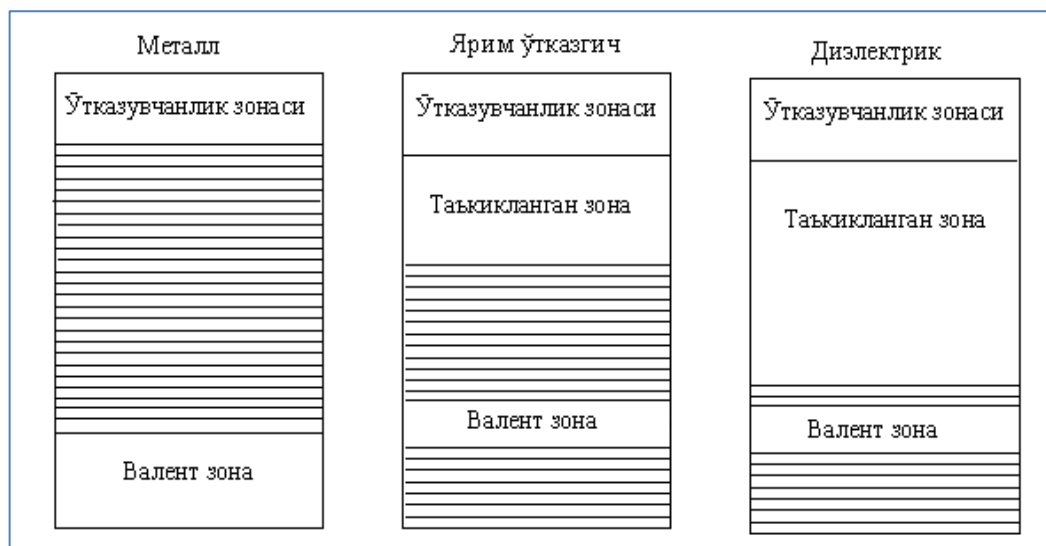 Металл
Ўтказувчанлик зонаси
Валент зона
Ярим ўтказгич
Ўтказувчанлик зонаси
Таъкикланган зона
Валент зона
Диэлектрик
Ўтказувчанлик зонаси
Таъкикланган зона
Валент зона